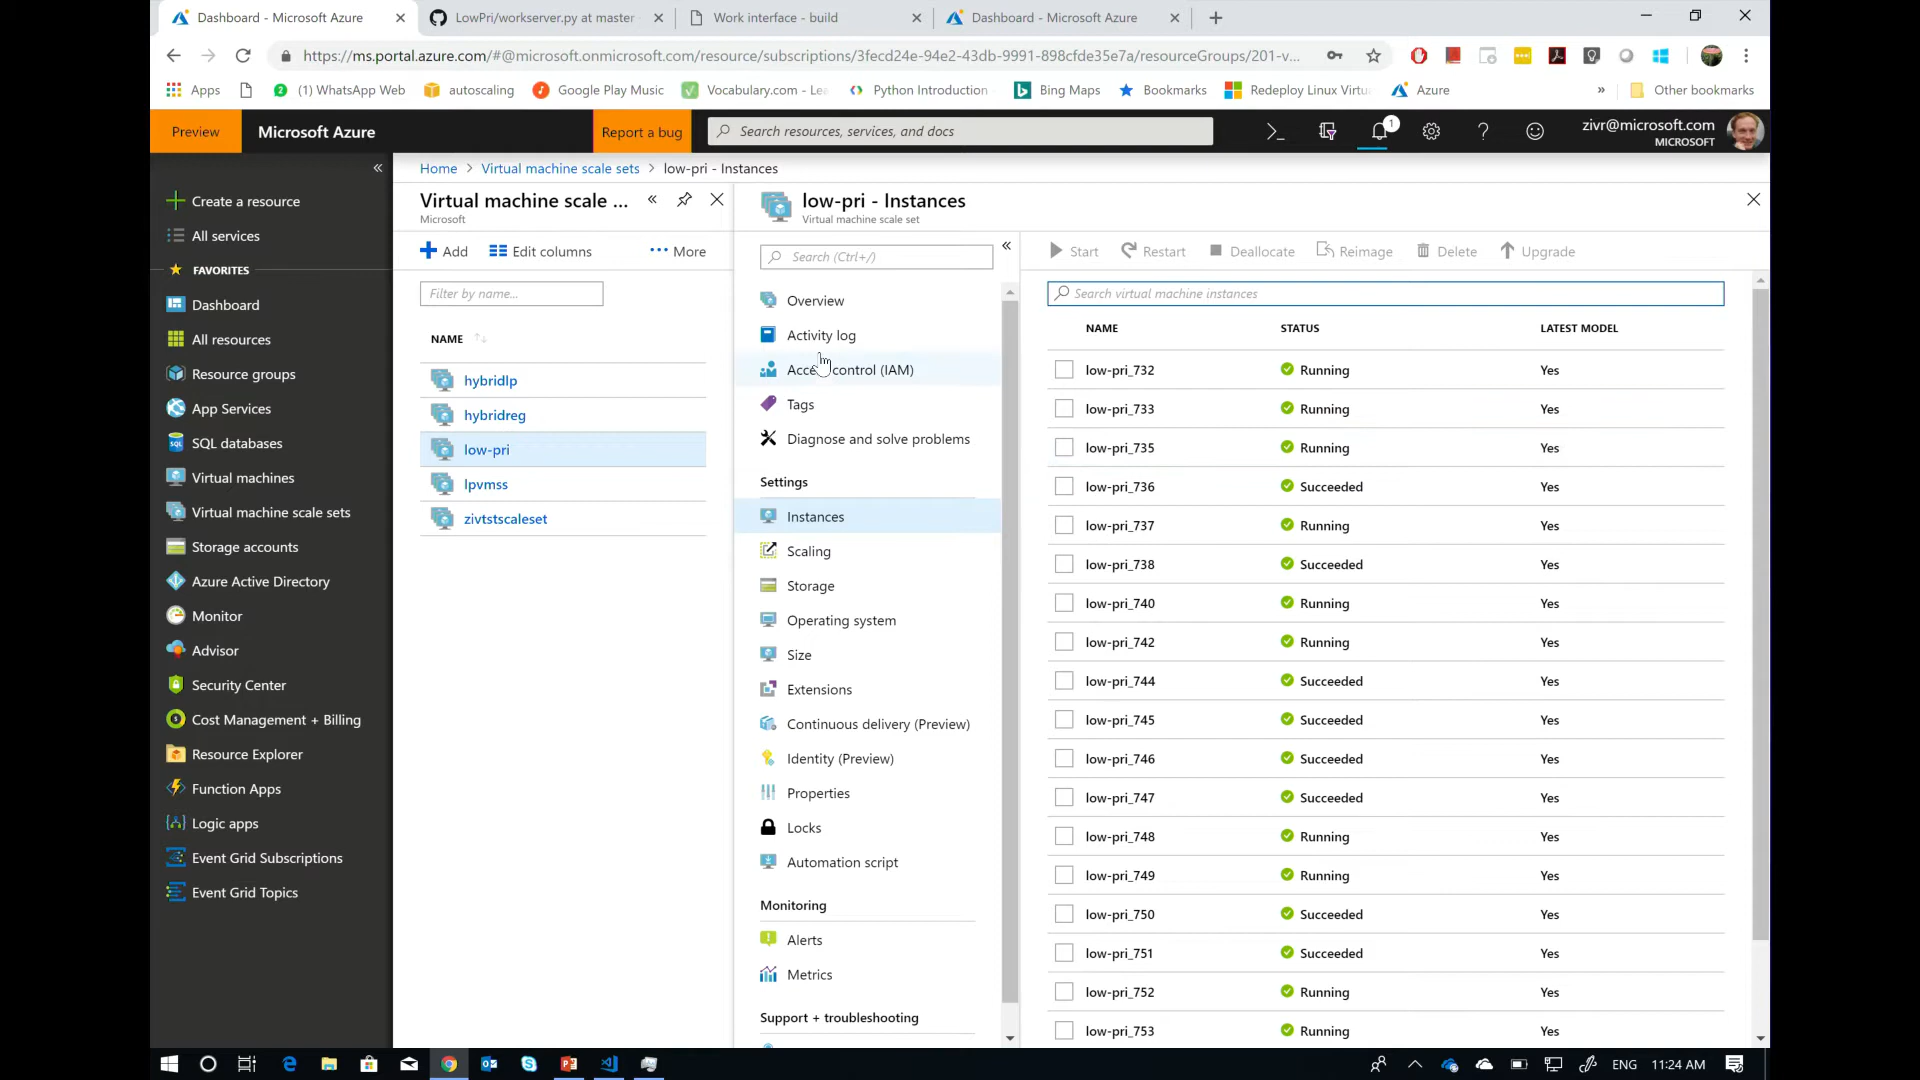 Dashboard - Microsoft Azure
LowPri/workserver.py at master
Work interface - build
Dashboard - Microsoft Azure
https://ms.portal.azure.com/#@microsoft.onmicrosoft.com/resource/subscriptions/3fecd24e-94e2-43db-9991-898cfde35e7a/resourceGroups/201-v...
Apps
(1) WhatsApp Web
autoscaling
Google Play Music
Vocabulary.com - Lea
Python Introduction
Bing Maps
Bookmarks
Redeploy Linux Virtu
Azure
»
Other bookmarks
Preview
Microsoft Azure
Report a bug
Search resources, services, and docs
1
zivr@microsoft.com
MICROSOFT
Home > Virtual machine scale sets > low-pri - Instances
Create a resource
All services
FAVORITES
Dashboard
All resources
Resource groups
App Services
SQL databases
Virtual machines
Virtual machine scale sets
Storage accounts
Azure Active Directory
Monitor
Advisor
Security Center
Cost Management + Billing
Resource Explorer
Function Apps
Logic apps
Event Grid Subscriptions
Event Grid Topics
Virtual machine scale ...
Microsoft
Add
Edit columns
More
Filter by name...
NAME
hybridlp
hybridreg
low-pri
lpvmss
zivtstscaleset
low-pri - Instances
Virtual machine scale set
Search (Ctrl+/)
Overview
Activity log
Access control (IAM)
Tags
Diagnose and solve problems
Settings
Instances
Scaling
Storage
Operating system
Size
Extensions
Continuous delivery (Preview)
Identity (Preview)
Properties
Locks
Automation script
Monitoring
Alerts
Metrics
Support + troubleshooting
Start
Restart
Deallocate
Reimage
Delete
Upgrade
Search virtual machine instances
NAME STATUS LATEST MODEL
low-pri_732 Running Yes
low-pri_733 Running Yes
low-pri_735 Running Yes
low-pri_736 Succeeded Yes
low-pri_737 Running Yes
low-pri_738 Succeeded Yes
low-pri_740 Running Yes
low-pri_742 Running Yes
low-pri_744 Succeeded Yes
low-pri_745 Succeeded Yes
low-pri_746 Succeeded Yes
low-pri_747 Succeeded Yes
low-pri_748 Running Yes
low-pri_749 Running Yes
low-pri_750 Succeeded Yes
low-pri_751 Succeeded Yes
low-pri_752 Running Yes
low-pri_753 Running Yes
ENG 11:24 AM